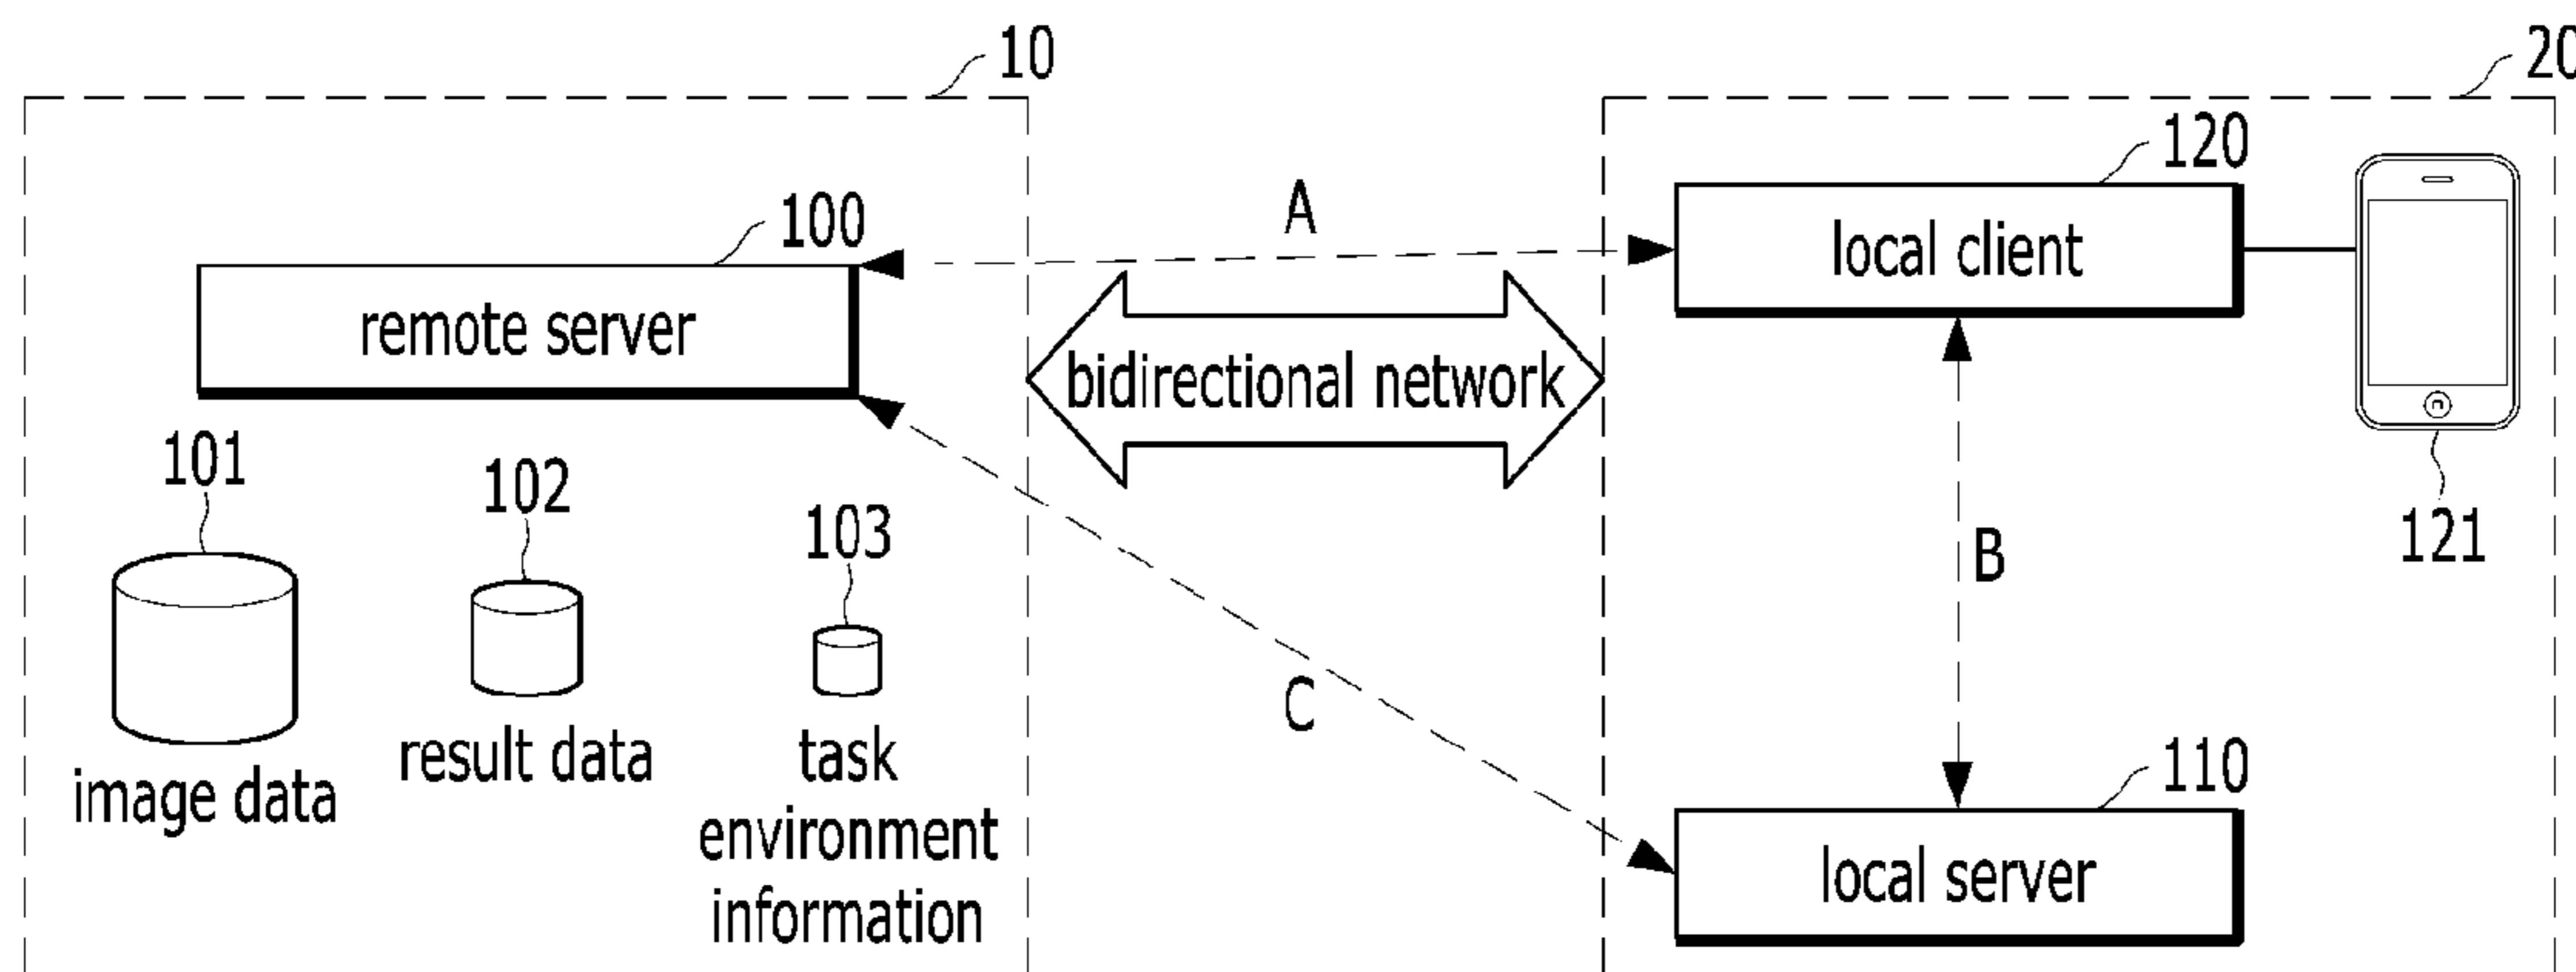 10
20
120
100
A
local client
remote server
bidirectional network
101
102
103
121
B
C
result data
task
110
image data
environment
local server
information